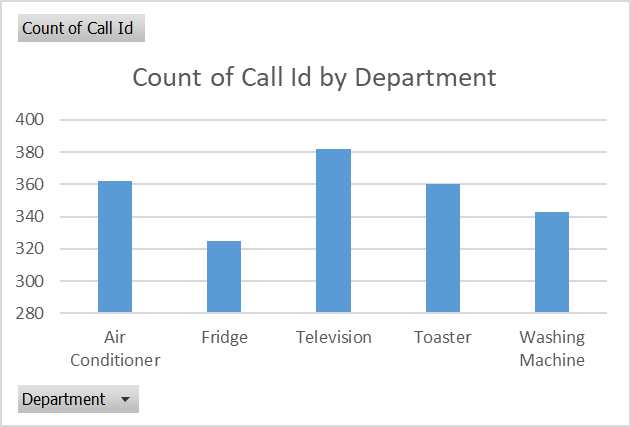 Count of Call Id
Count of Call Id by Department
400
380
360
340
320
300
280
Air Conditioner
Fridge
Television
Toaster
Washing Machine
Department